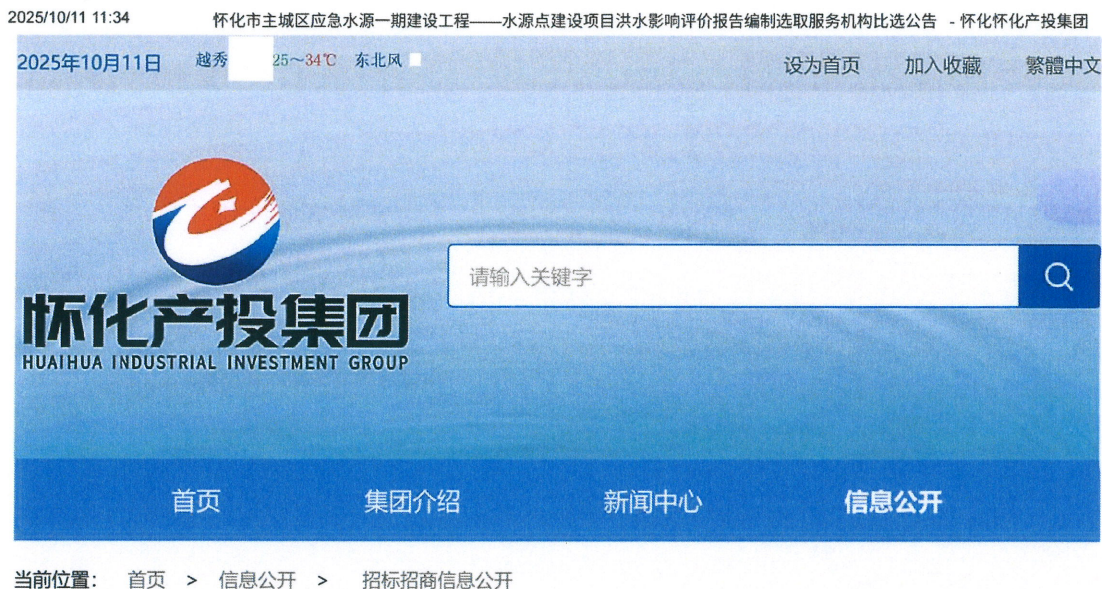 2025/10/11 11:34 怀化市主城区应急水源一期建设工程——水源点建设项目洪水影响评价报告编制选取服务机构比选公告 - 怀化怀化产投集团
2025年10月11日 越秀 25～34℃ 东北风 设为首页 加入收藏 繁體中文
请输入关键字
怀化产投集团
HUAIHUA INDUSTRIAL INVESTMENT GROUP
首页 集团介绍 新闻中心 信息公开
当前位置： 首页 > 信息公开 > 招标招商信息公开